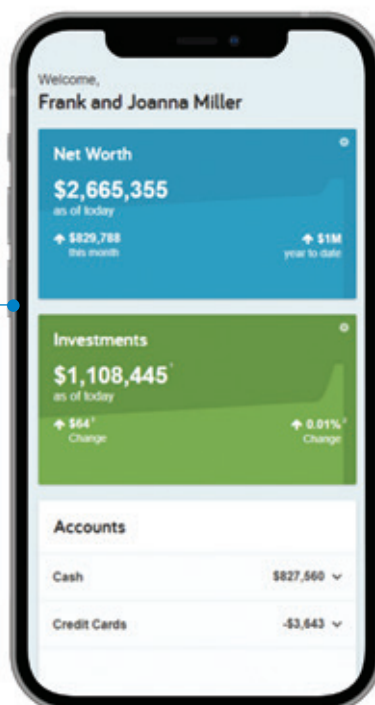 Welcome,
Frank and Joanna Miller
Net Worth
$2,665,355
as of today
$829,788
this month
$1M
year to date
Investments
$1,108,445
as of today
$64
Change
0.01%
Change
Accounts
Cash $827,560
Credit Cards -$3,643